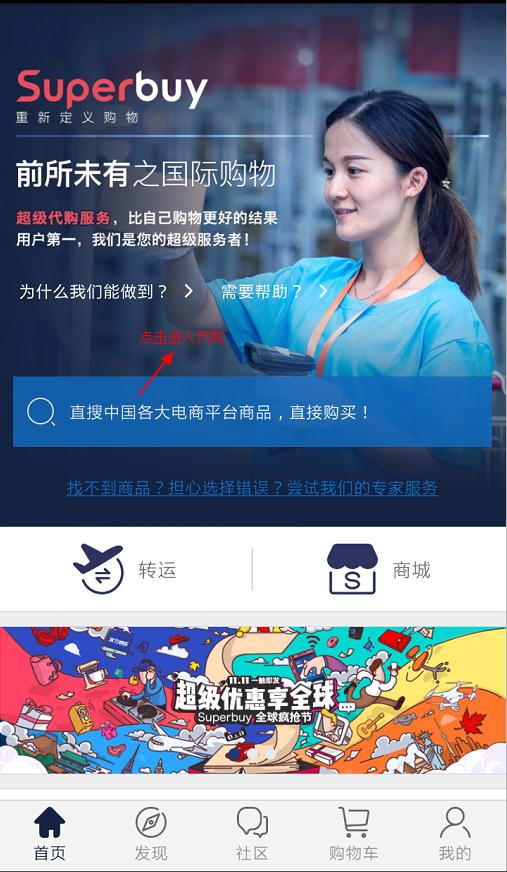 Superbuy
重新定义购物
前所未有之国际购物
超级代购服务，比自己购物更好的结果
用户第一，我们是您的超级服务者！
为什么我们能做到？
需要帮助？
点击进入代购
直搜中国各大电商平台商品，直接购买！
找不到商品？担心选择错误？尝试我们的专家服务
转运
S
商城
11.11 一触即发
超级优惠享全球
Superbuy 全球疯抢节
首页
发现
社区
购物车
我的